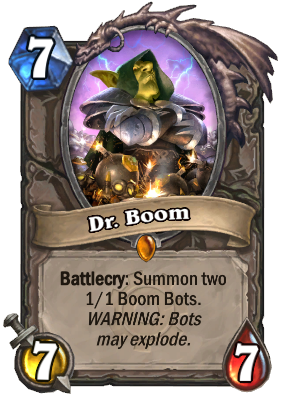 7
Dr. Boom
Battlecry: Summon two
1/1 Boom Bots.
WARNING: Bots
may explode.
7
7